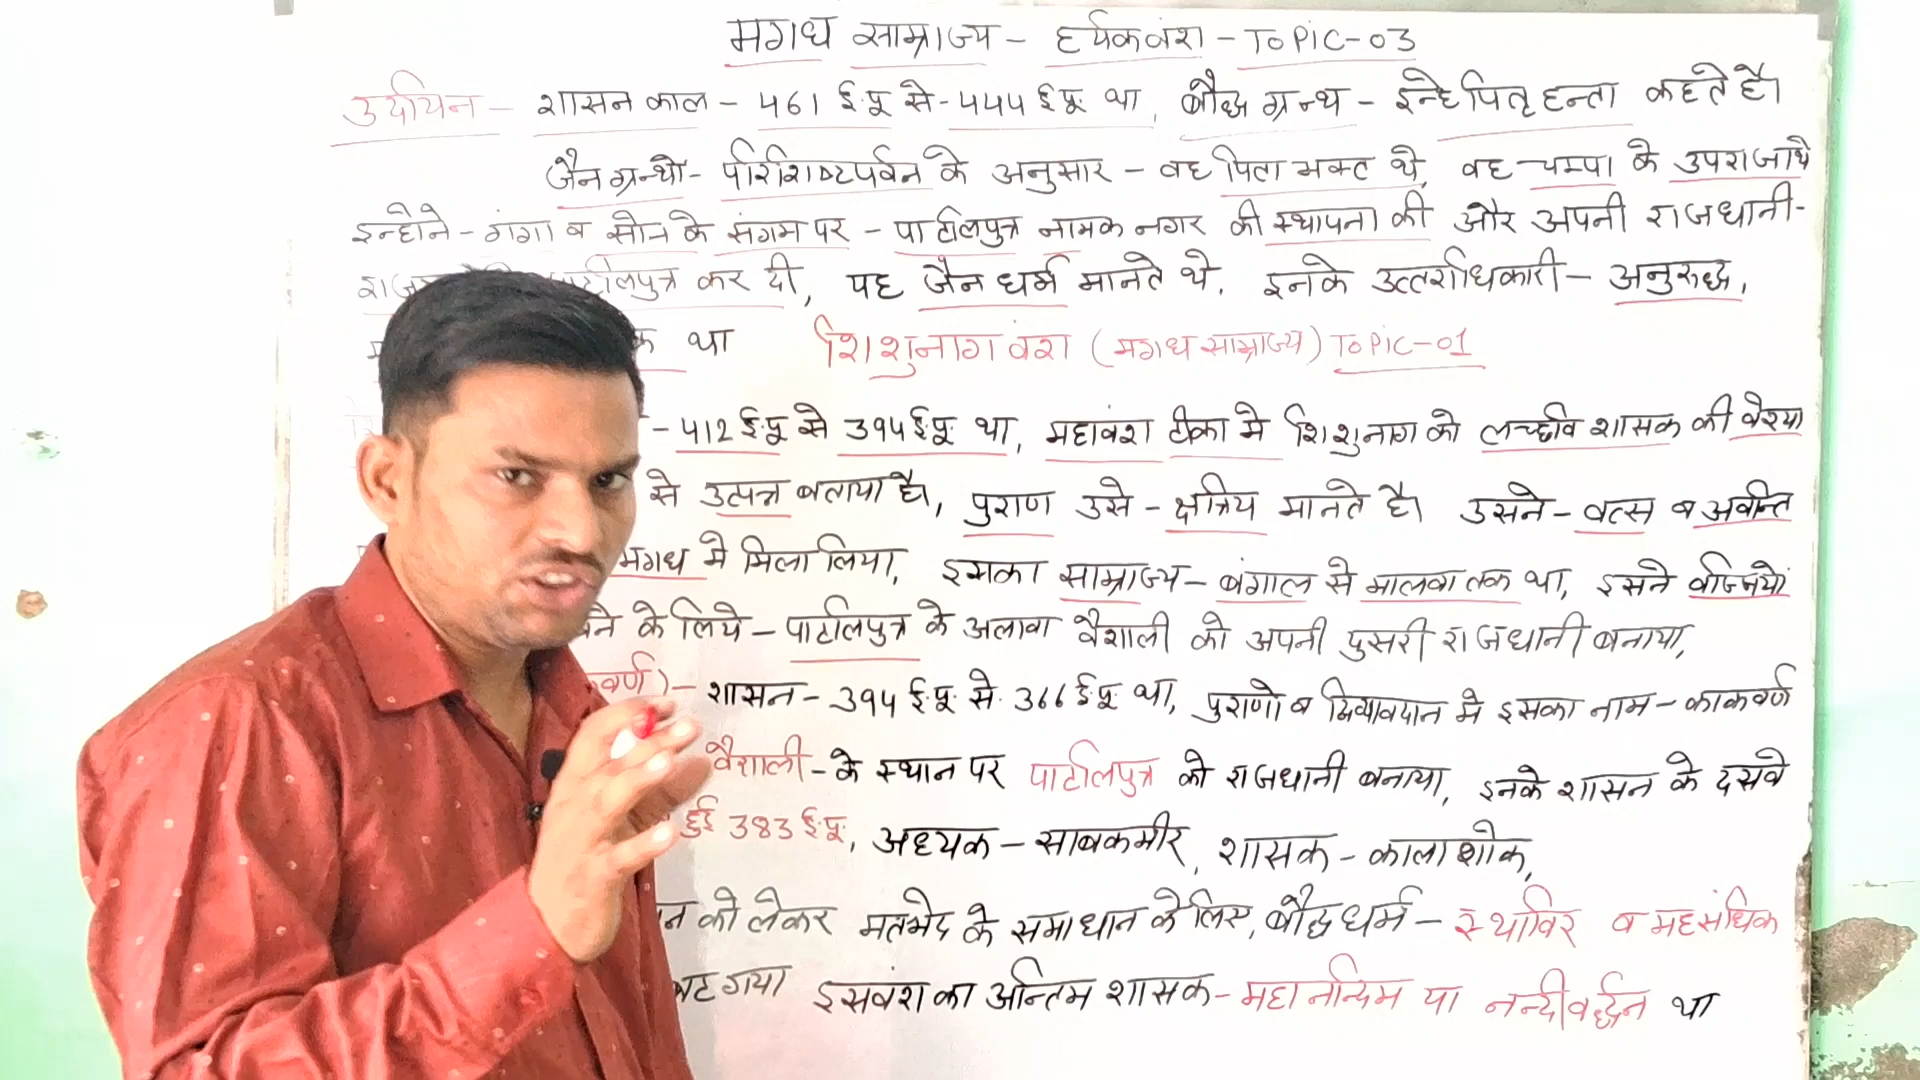 मगध साम्राज्य - हर्यकवंश - TOPIC-03
उदायिन - शासन काल - 461 ई.पू से - 444 ई.पू. था, बौद्ध ग्रन्थ - इन्हे पितृहन्ता कहते है।
जैन ग्रन्थो - परिशिष्टपर्वन के अनुसार - वह पिता भक्त थे, वह चम्पा के उपराजा थे
इन्होने - गंगा व सोन के संगम पर - पाटलिपुत्र नामक नगर की स्थापना की और अपनी राजधानी -
पाटलिपुत्र कर दी, यह जैन धर्म मानते थे. इनके उत्तराधिकारी - अनुरुद्ध,
था शिशुनाग वंश (मगध साम्राज्य) TOPIC-01
- 412 ई.पू से 394 ई.पू. था, महावंश टीका मे शिशुनाग को लच्छवि शासक की वेश्या
से उत्पन्न बताया है।, पुराण उसे - क्षत्रिय मानते है। उसने - वत्स व अवन्ति
मगध मे मिला लिया, इसका साम्राज्य - बंगाल से मालवा तक था, इसने वज्जियो
के लिये - पाटलिपुत्र के अलावा वैशाली को अपनी दुसरी राजधानी बनाया,
वर्ण) - शासन - 394 ई.पू. से 366 ई.पू. था, पुराणो व दिव्यावदान मे इसका नाम - काकवर्ण
वैशाली - के स्थान पर पाटलिपुत्र को राजधानी बनाया, इनके शासन के दसवे
हुई 383 ई.पू., अध्यक - साबकमीर, शासक - कालाशोक,
को लेकर मतभेद के समाधान के लिए, बौद्ध धर्म - स्थाविर व महसंधिक
बट गया इस वंश का अन्तिम शासक - महानन्दिम या नन्दीवर्द्धन था